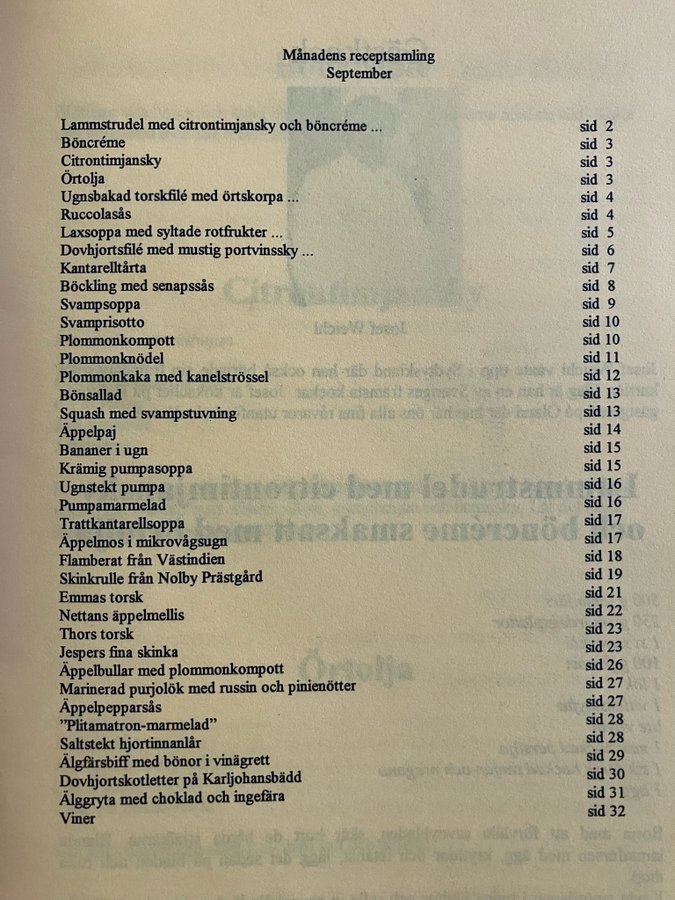 Månadens receptsamling
September
Lammstrudel med citrontimjansky och böncréme ... sid 2
Böncréme sid 3
Citrontimjansky sid 3
Örtolja sid 3
Ugnsbakad torskfilé med örtskorpa ... sid 4
Ruccolasås sid 4
Laxsoppa med syltade rotfrukter ... sid 5
Dovhjortsfilé med mustig portvinssky ... sid 6
Kantarelltårta sid 7
Böckling med senapssås sid 8
Svampsoppa sid 9
Svamprisotto sid 10
Plommonkompott sid 10
Plommonknödel sid 11
Plommonkaka med kanelströssel sid 12
Bönsallad sid 13
Squash med svampstuvning sid 13
Äppelpaj sid 14
Bananer i ugn sid 15
Krämig pumpasoppa sid 15
Ugnstekt pumpa sid 16
Pumpamarmelad sid 16
Trattkantarellsoppa sid 17
Äppelmos i mikrovågsugn sid 17
Flamberat från Västindien sid 18
Skinkrulle från Nolby Prästgård sid 19
Emmas torsk sid 21
Nettans äppelmellis sid 22
Thors torsk sid 23
Jespers fina skinka sid 23
Äppelbullar med plommonkompott sid 26
Marinerad purjolök med russin och pinienötter sid 27
Äppelpepparsås sid 27
”Plitamatron-marmelad” sid 28
Saltstekt hjortinnanlår sid 28
Älgfärsbiff med bönor i vinägrett sid 29
Dovhjortskotletter på Karljohansbädd sid 30
Älggryta med choklad och ingefära sid 31
Viner sid 32
Citrontimjansky
Josef Weichl
Örtolja